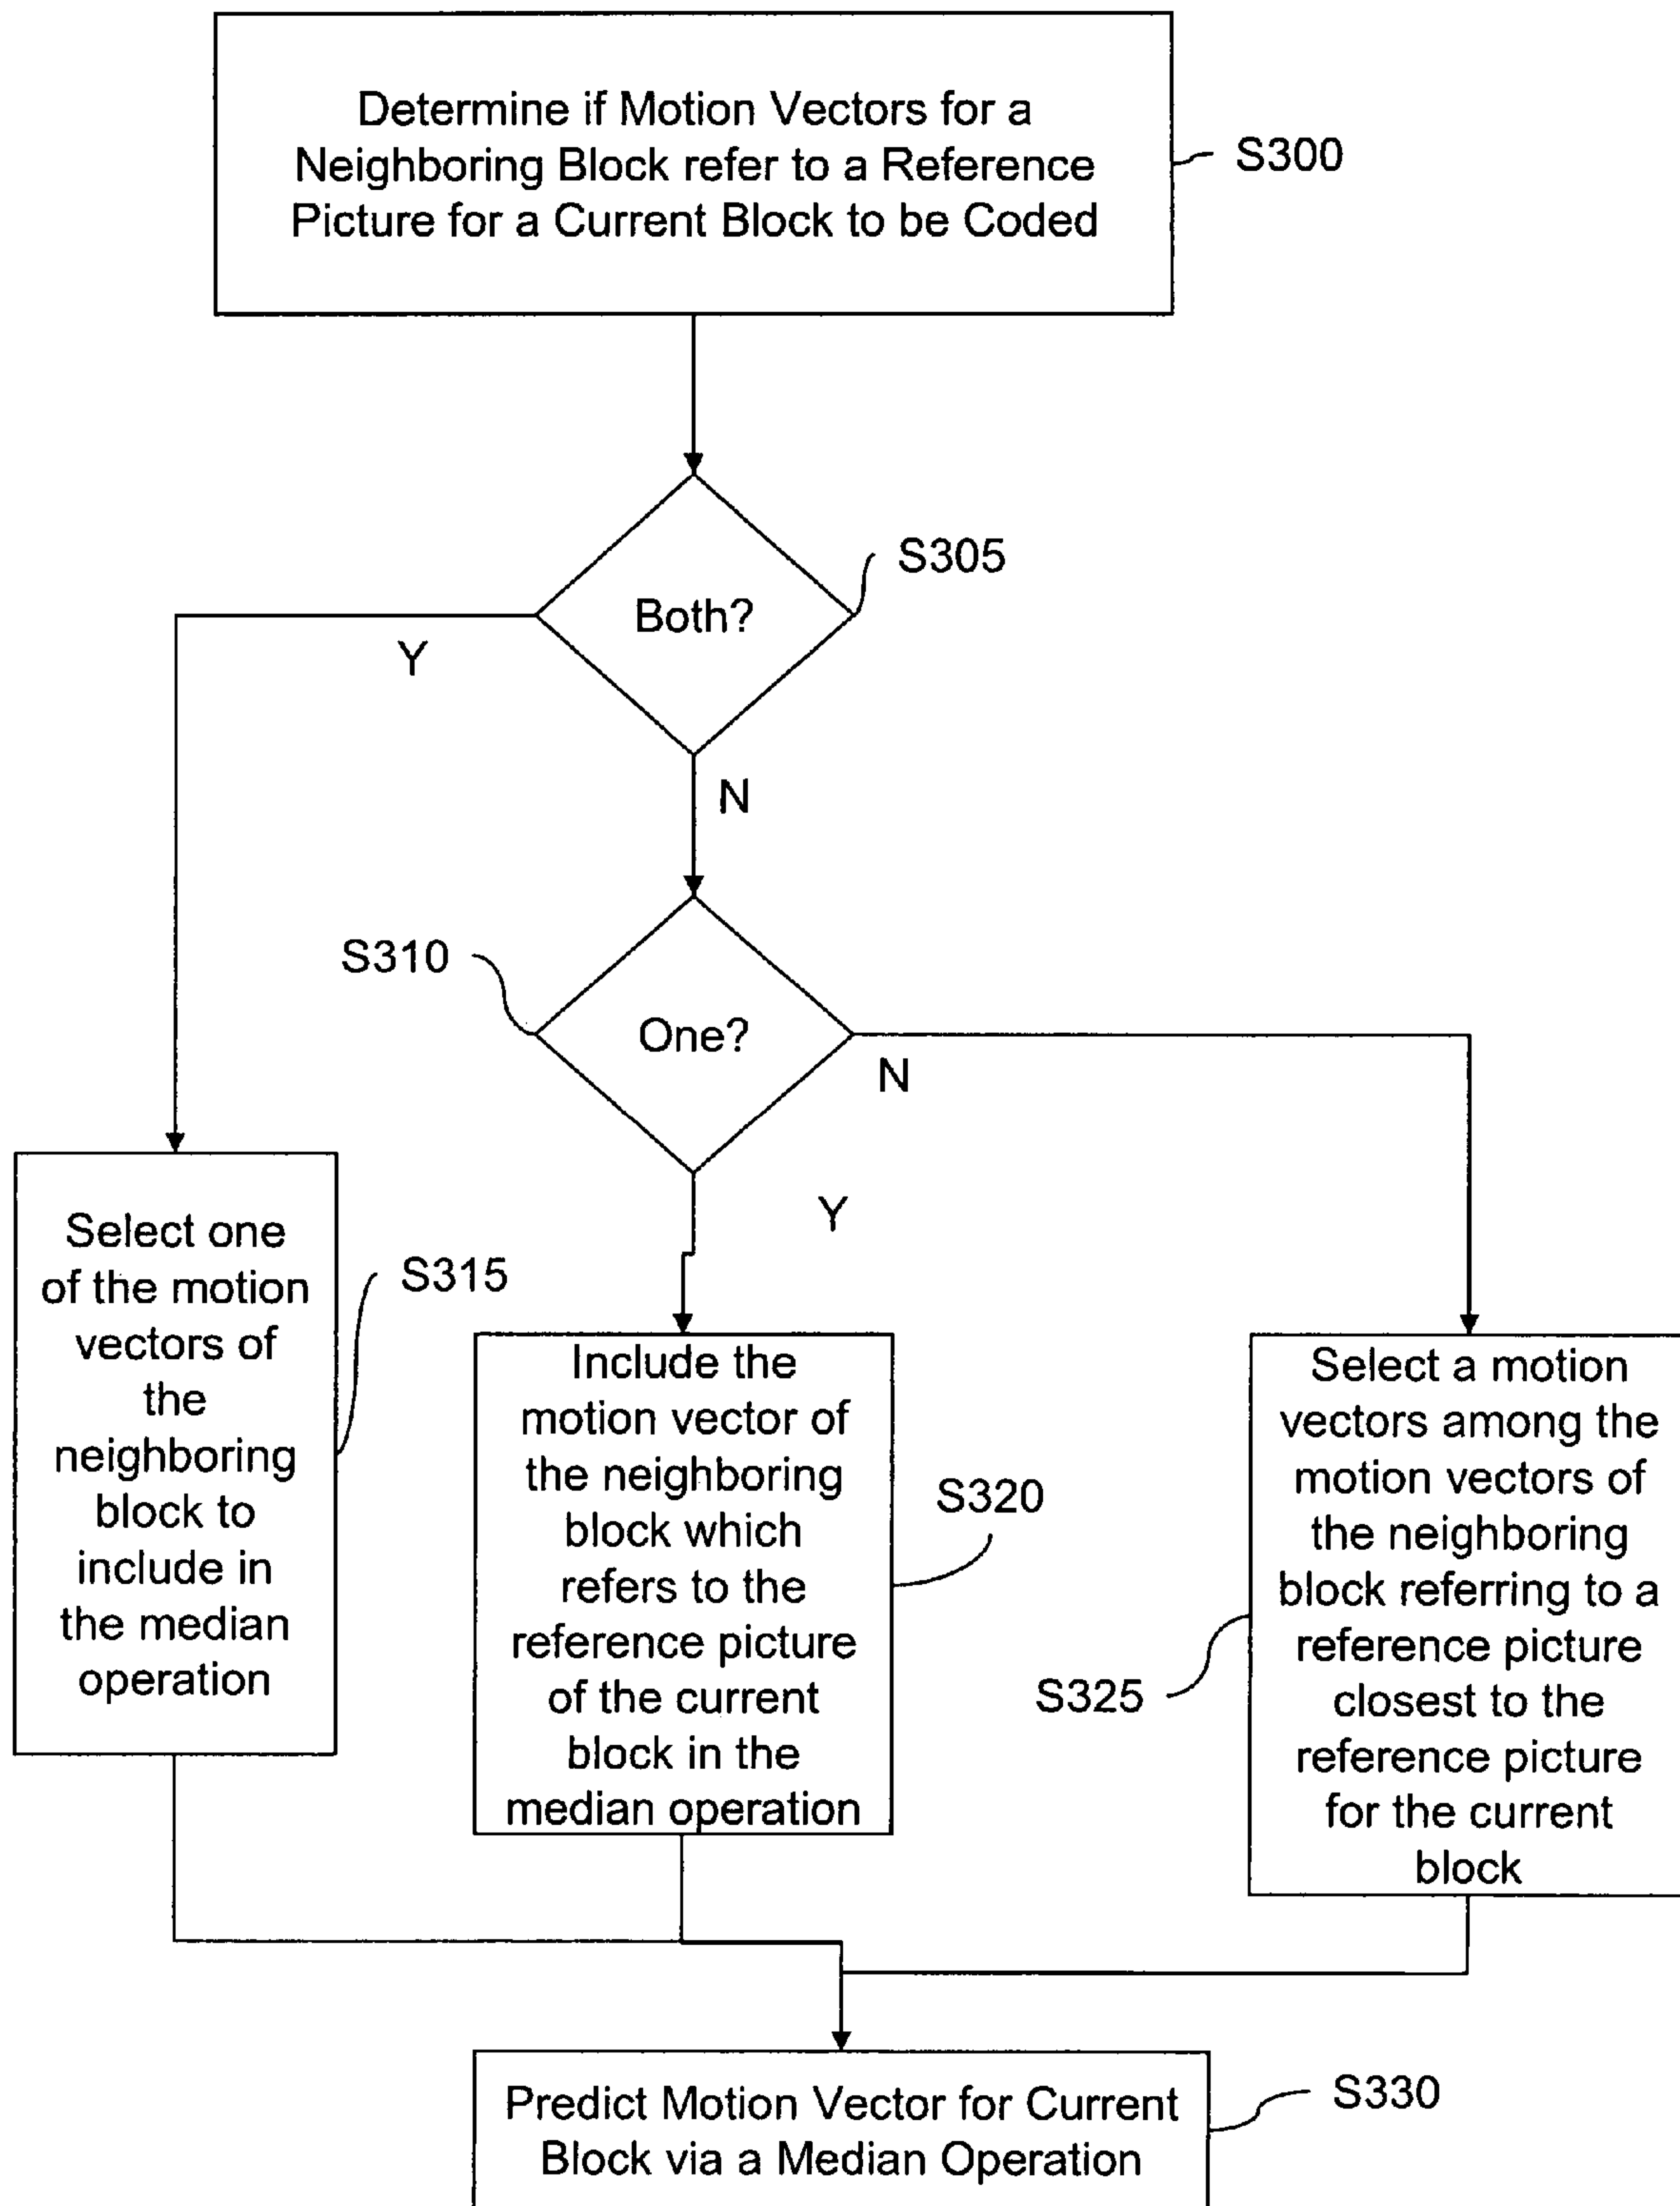 Determine if Motion Vectors for a
Neighboring Block refer to a Reference
Picture for a Current Block to be Coded
S300
S305
Both?
Y
N
S310
One?
N
Y
Select one
of the motion
vectors of
the
neighboring
block to
include in
the median
operation
S315
Include the
motion vector of
the neighboring
block which
refers to the
reference picture
of the current
block in the
median operation
S320
Select a motion
vectors among the
motion vectors of
the neighboring
block referring to a
reference picture
closest to the
reference picture
for the current
block
S325
Predict Motion Vector for Current
Block via a Median Operation
S330